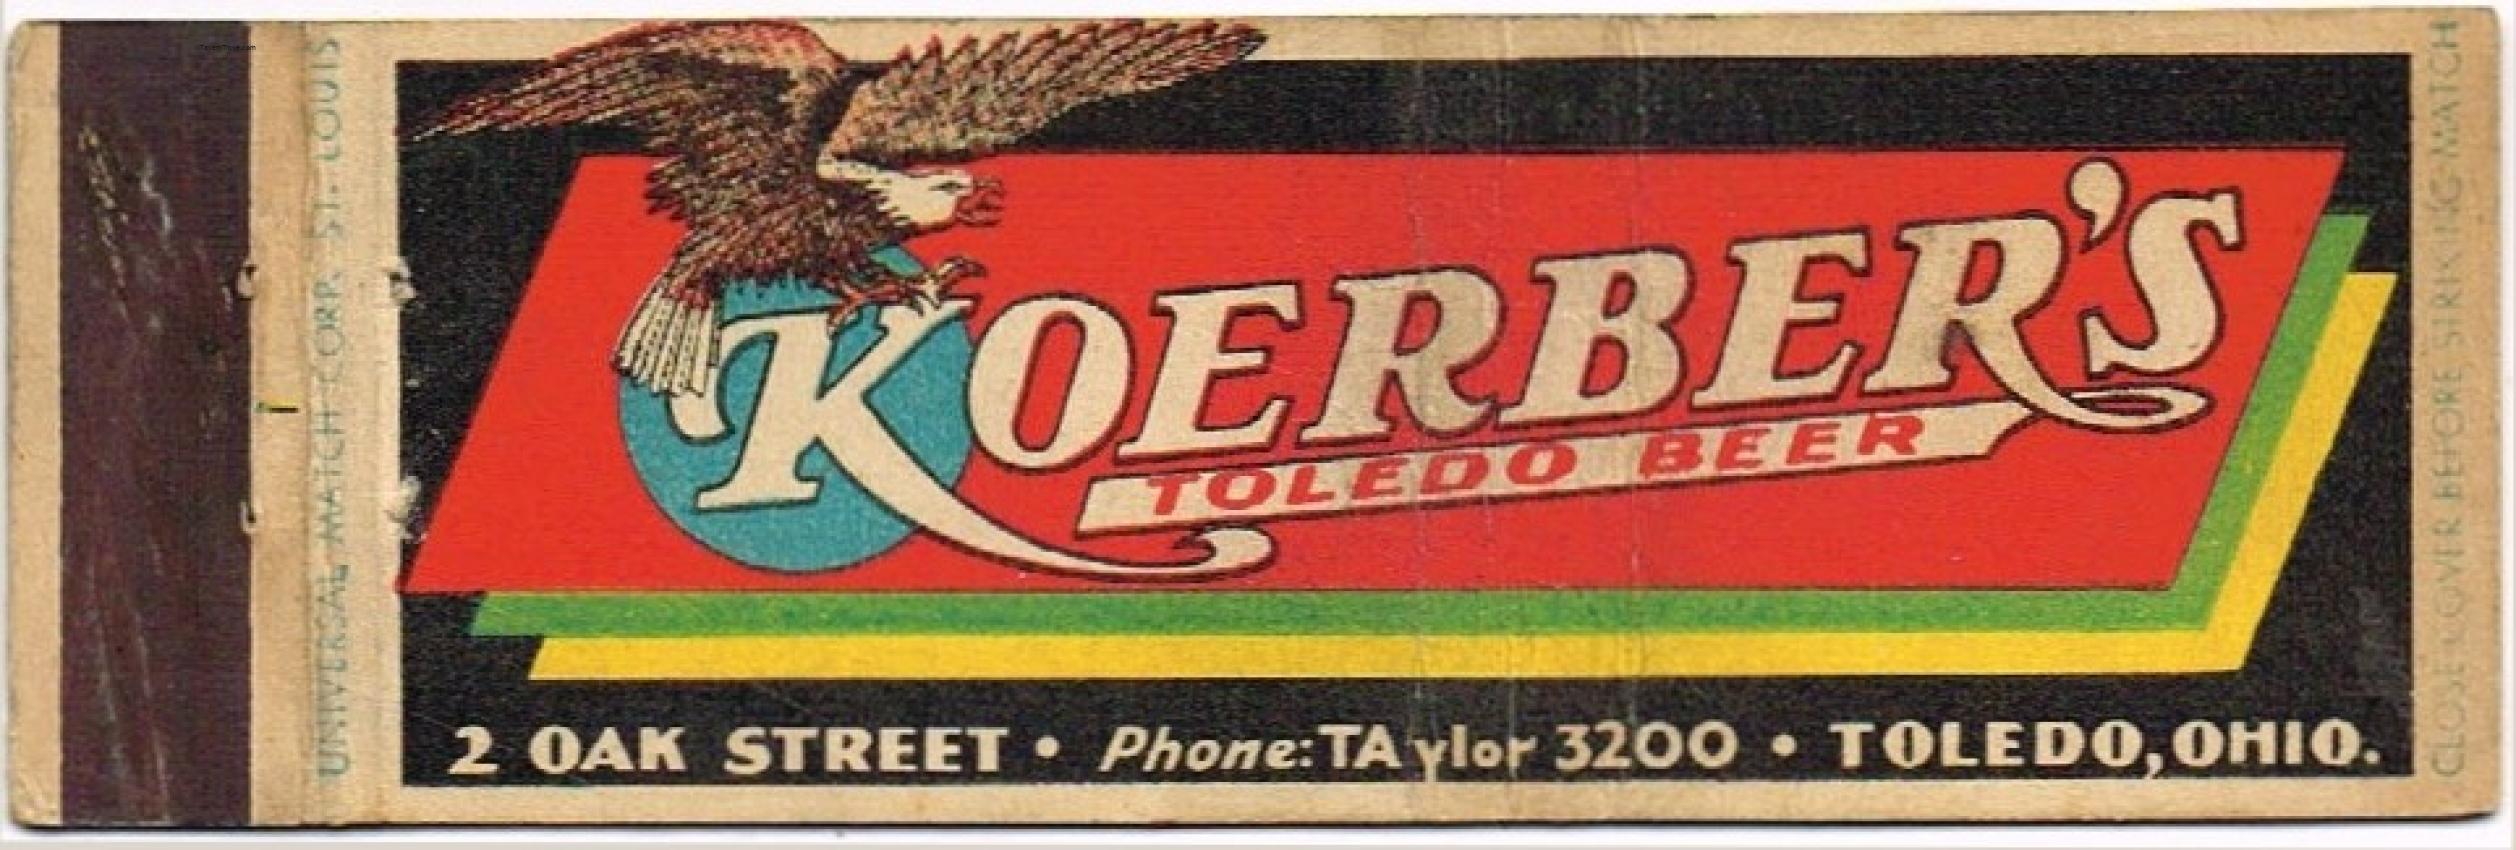 UNIVERSAL MATCH CORP. ST. LOUIS
KOERBER'S
TOLEDO BEER
2 OAK STREET • Phone: TAylor 3200 • TOLEDO, OHIO.
CLOSE COVER BEFORE STRIKING MATCH